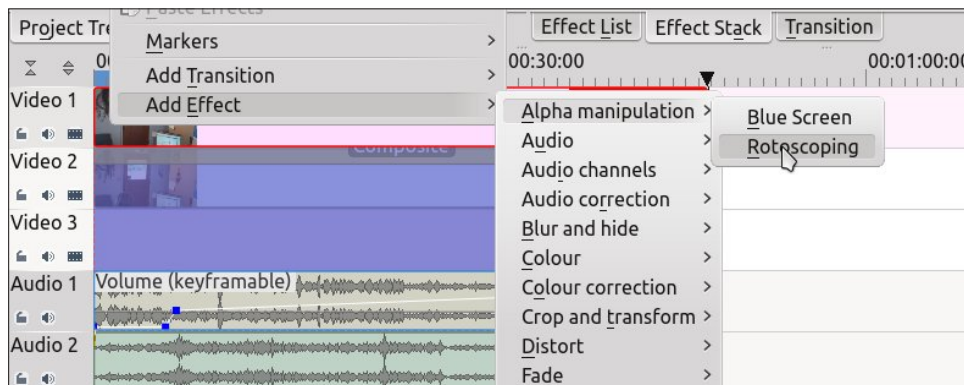 Paste Effects
Project Tre
Effect List
Effect Stack
Transition
Markers
00:30:00
00:01:00:00
Add Transition
Video 1
Add Effect
Alpha manipulation
Blue Screen
Audio
Rotoscoping
Composite
Video 2
Audio channels
Audio correction
Video 3
Blur and hide
Colour
Audio 1
Volume (keyframable)
Colour correction
Crop and transform
Audio 2
Distort
Fade